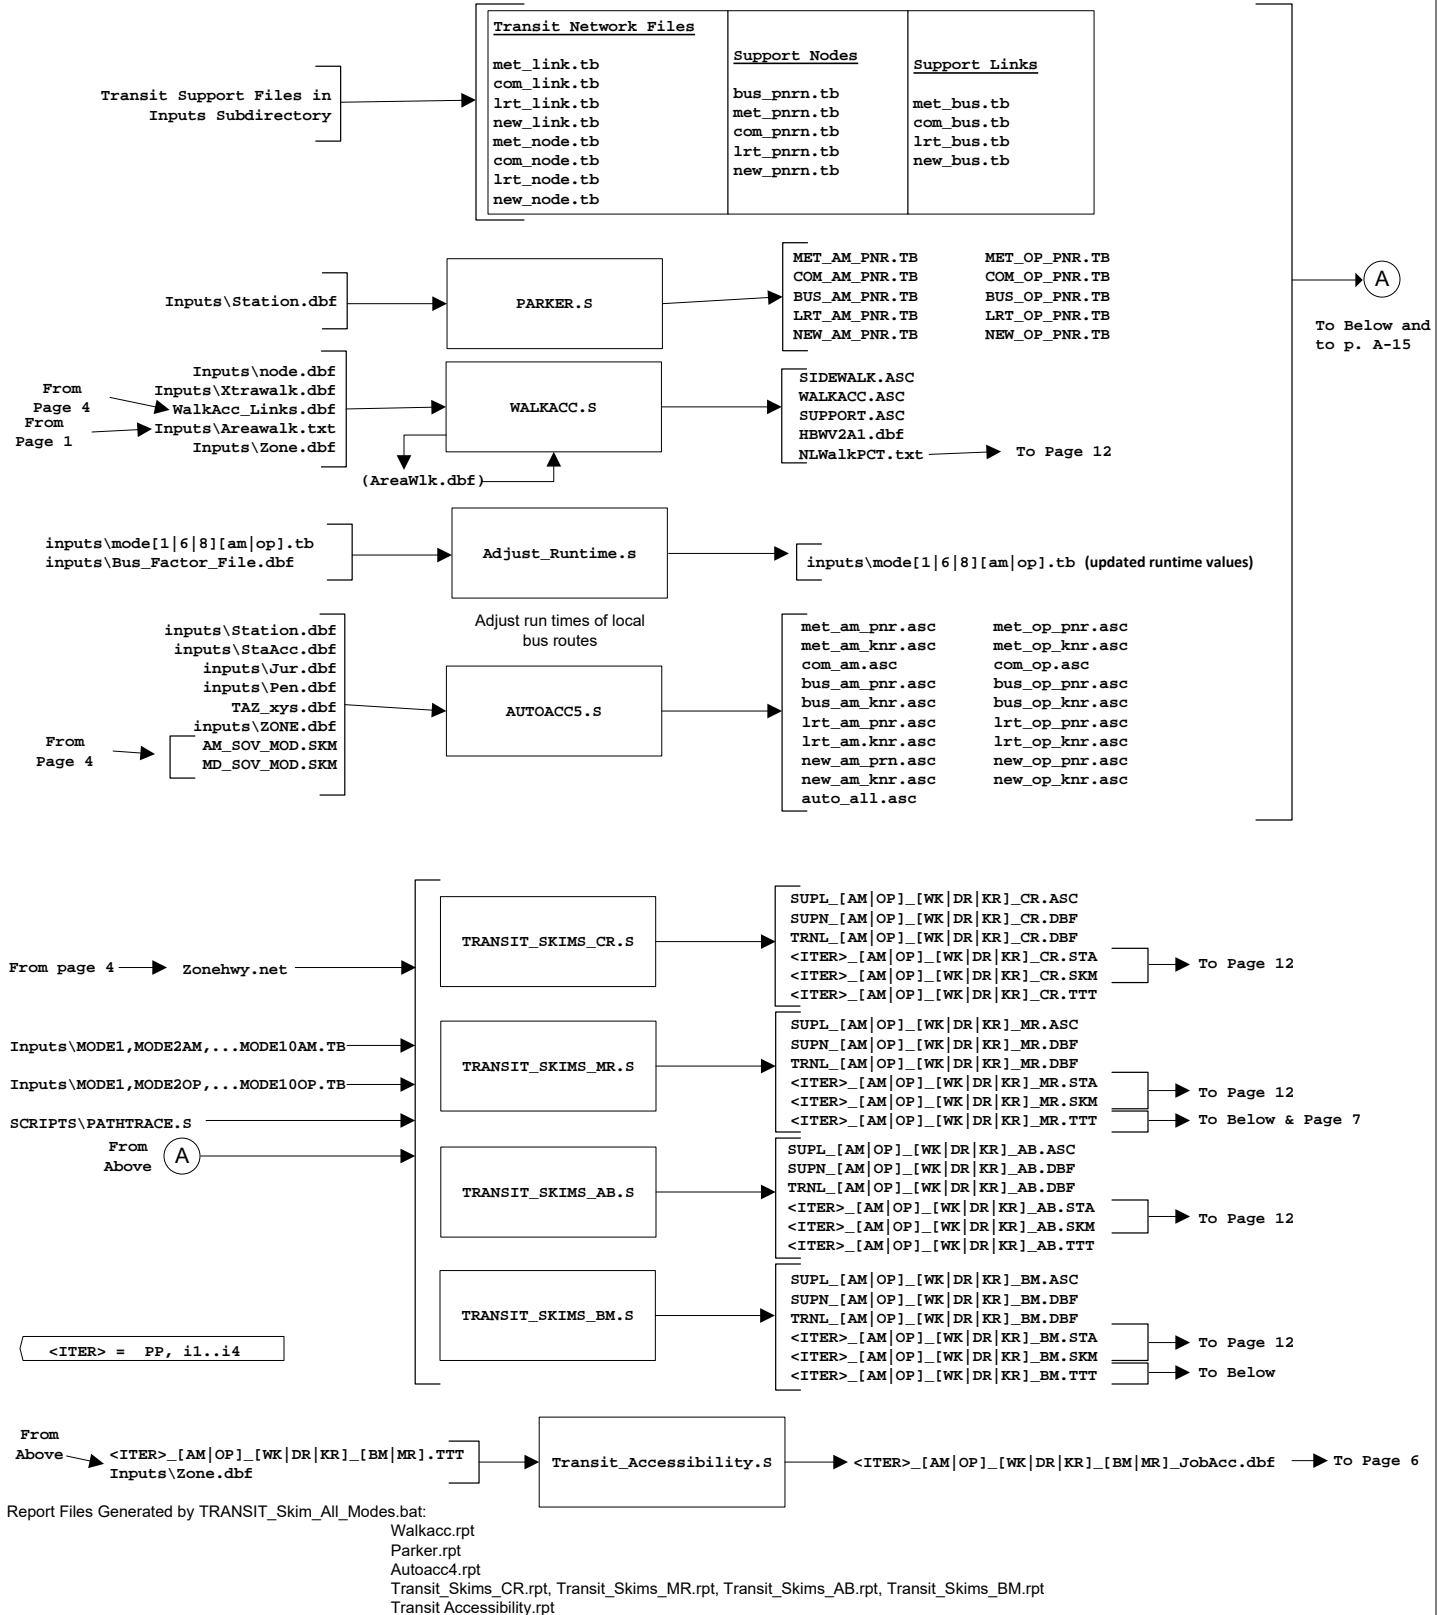 Transit Support Files in
Inputs Subdirectory
Transit Network Files
met_link.tb
com_link.tb
lrt_link.tb
new_link.tb
met_node.tb
com_node.tb
lrt_node.tb
new_node.tb
Support Nodes
bus_pnrn.tb
met_pnrn.tb
com_pnrn.tb
lrt_pnrn.tb
new_pnrn.tb
Support Links
met_bus.tb
com_bus.tb
lrt_bus.tb
new_bus.tb
A
To Below and
to p. A-15
Inputs\Station.dbf
PARKER.S
MET_AM_PNR.TB MET_OP_PNR.TB
COM_AM_PNR.TB COM_OP_PNR.TB
BUS_AM_PNR.TB BUS_OP_PNR.TB
LRT_AM_PNR.TB LRT_OP_PNR.TB
NEW_AM_PNR.TB NEW_OP_PNR.TB
From
Page 4
From
Page 1
Inputs\node.dbf
Inputs\Xtrawalk.dbf
WalkAcc_Links.dbf
Inputs\Areawalk.txt
Inputs\Zone.dbf
WALKACC.S
(AreaWlk.dbf)
SIDEWALK.ASC
WALKACC.ASC
SUPPORT.ASC
HBWV2A1.dbf
NLWalkPCT.txt
To Page 12
inputs\mode[1|6|8][am|op].tb
inputs\Bus_Factor_File.dbf
Adjust_Runtime.s
Adjust run times of local
bus routes
inputs\mode[1|6|8][am|op].tb (updated runtime values)
inputs\Station.dbf
inputs\StaAcc.dbf
inputs\Jur.dbf
inputs\Pen.dbf
TAZ_xys.dbf
inputs\ZONE.dbf
AM_SOV_MOD.SKM
MD_SOV_MOD.SKM
From
Page 4
AUTOACC5.S
met_am_pnr.asc met_op_pnr.asc
met_am_knr.asc met_op_knr.asc
com_am.asc com_op.asc
bus_am_pnr.asc bus_op_pnr.asc
bus_am_knr.asc bus_op_knr.asc
lrt_am_pnr.asc lrt_op_pnr.asc
lrt_am.knr.asc lrt_op_knr.asc
new_am_prn.asc new_op_pnr.asc
new_am_knr.asc new_op_knr.asc
auto_all.asc
From page 4
Zonehwy.net
Inputs\MODE1,MODE2AM,...MODE10AM.TB
Inputs\MODE1,MODE2OP,...MODE10OP.TB
SCRIPTS\PATHTRACE.S
From
Above
A
TRANSIT_SKIMS_CR.S
SUPL_[AM|OP]_[WK|DR|KR]_CR.ASC
SUPN_[AM|OP]_[WK|DR|KR]_CR.DBF
TRNL_[AM|OP]_[WK|DR|KR]_CR.DBF
<ITER>_[AM|OP]_[WK|DR|KR]_CR.STA
<ITER>_[AM|OP]_[WK|DR|KR]_CR.SKM
<ITER>_[AM|OP]_[WK|DR|KR]_CR.TTT
To Page 12
TRANSIT_SKIMS_MR.S
SUPL_[AM|OP]_[WK|DR|KR]_MR.ASC
SUPN_[AM|OP]_[WK|DR|KR]_MR.DBF
TRNL_[AM|OP]_[WK|DR|KR]_MR.DBF
<ITER>_[AM|OP]_[WK|DR|KR]_MR.STA
<ITER>_[AM|OP]_[WK|DR|KR]_MR.SKM
<ITER>_[AM|OP]_[WK|DR|KR]_MR.TTT
To Page 12
To Below & Page 7
TRANSIT_SKIMS_AB.S
SUPL_[AM|OP]_[WK|DR|KR]_AB.ASC
SUPN_[AM|OP]_[WK|DR|KR]_AB.DBF
TRNL_[AM|OP]_[WK|DR|KR]_AB.DBF
<ITER>_[AM|OP]_[WK|DR|KR]_AB.STA
<ITER>_[AM|OP]_[WK|DR|KR]_AB.SKM
<ITER>_[AM|OP]_[WK|DR|KR]_AB.TTT
To Page 12
TRANSIT_SKIMS_BM.S
SUPL_[AM|OP]_[WK|DR|KR]_BM.ASC
SUPN_[AM|OP]_[WK|DR|KR]_BM.DBF
TRNL_[AM|OP]_[WK|DR|KR]_BM.DBF
<ITER>_[AM|OP]_[WK|DR|KR]_BM.STA
<ITER>_[AM|OP]_[WK|DR|KR]_BM.SKM
<ITER>_[AM|OP]_[WK|DR|KR]_BM.TTT
To Page 12
To Below
<ITER> = PP, i1..i4
From
Above
<ITER>_[AM|OP]_[WK|DR|KR]_[BM|MR].TTT
Inputs\Zone.dbf
Transit_Accessibility.S
<ITER>_[AM|OP]_[WK|DR|KR]_[BM|MR]_JobAcc.dbf
To Page 6
Report Files Generated by TRANSIT_Skim_All_Modes.bat:
Walkacc.rpt
Parker.rpt
Autoacc4.rpt
Transit_Skims_CR.rpt, Transit_Skims_MR.rpt, Transit_Skims_AB.rpt, Transit_Skims_BM.rpt
Transit Accessibility.rpt